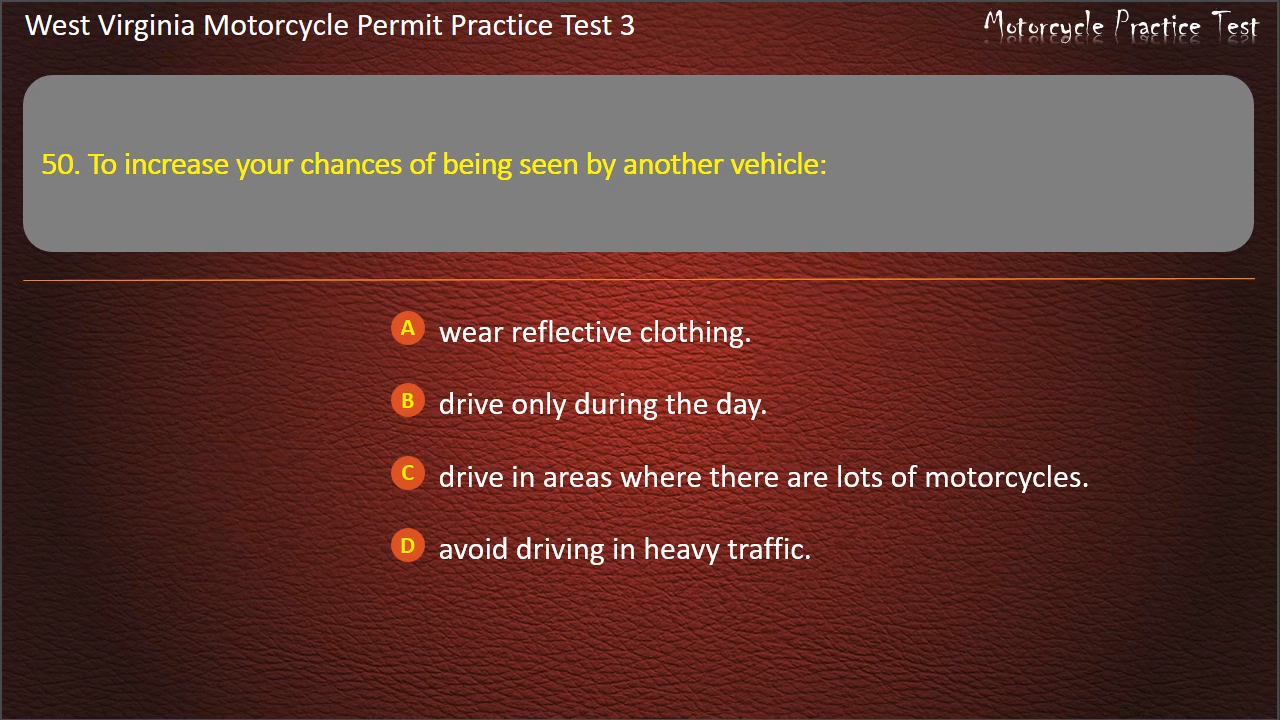 West Virginia Motorcycle Permit Practice Test 3
Motorcycle Practice Test
50. To increase your chances of being seen by another vehicle:
A wear reflective clothing.
B drive only during the day.
C drive in areas where there are lots of motorcycles.
D avoid driving in heavy traffic.